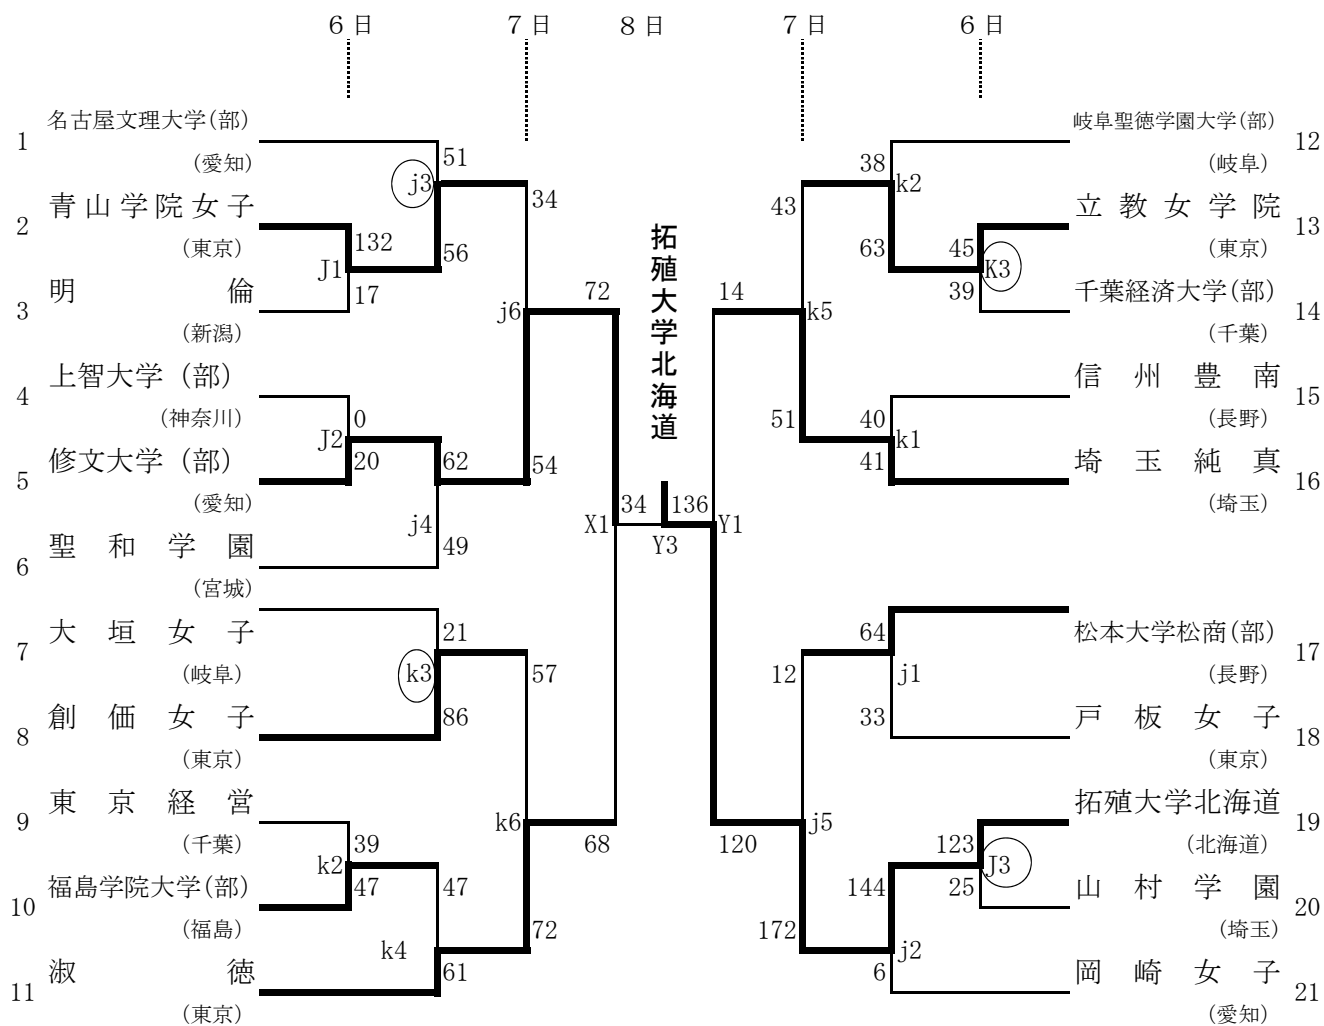 ６日 ７日 ８日 ７日 ６日
1 名古屋文理大学(部)
(愛知)
2 青山学院女子
(東京)
3 明倫
(新潟)
4 上智大学（部）
(神奈川)
5 修文大学（部）
(愛知)
6 聖和学園
(宮城)
7 大垣女子
(岐阜)
8 創価女子
(東京)
9 東京経営
(千葉)
10 福島学院大学(部)
(福島)
11 淑徳
(東京)
51
j3
56
132
J1
17
0
J2
20
62
j4
49
21
k3
86
39
k2
47
47
k4
61
34
j6
54
57
k6
72
72
X1
68
拓殖大学北海道
34
136
Y3
14
Y1
120
43
k5
51
12
j5
172
38
k2
63
45
K3
39
40
k1
41
64
j1
33
123
J3
25
144
j2
6
岐阜聖徳学園大学(部) 12
(岐阜)
立教女学院 13
(東京)
千葉経済大学(部) 14
(千葉)
信州豊南 15
(長野)
埼玉純真 16
(埼玉)
松本大学松商(部) 17
(長野)
戸板女子 18
(東京)
拓殖大学北海道 19
(北海道)
山村学園 20
(埼玉)
岡崎女子 21
(愛知)